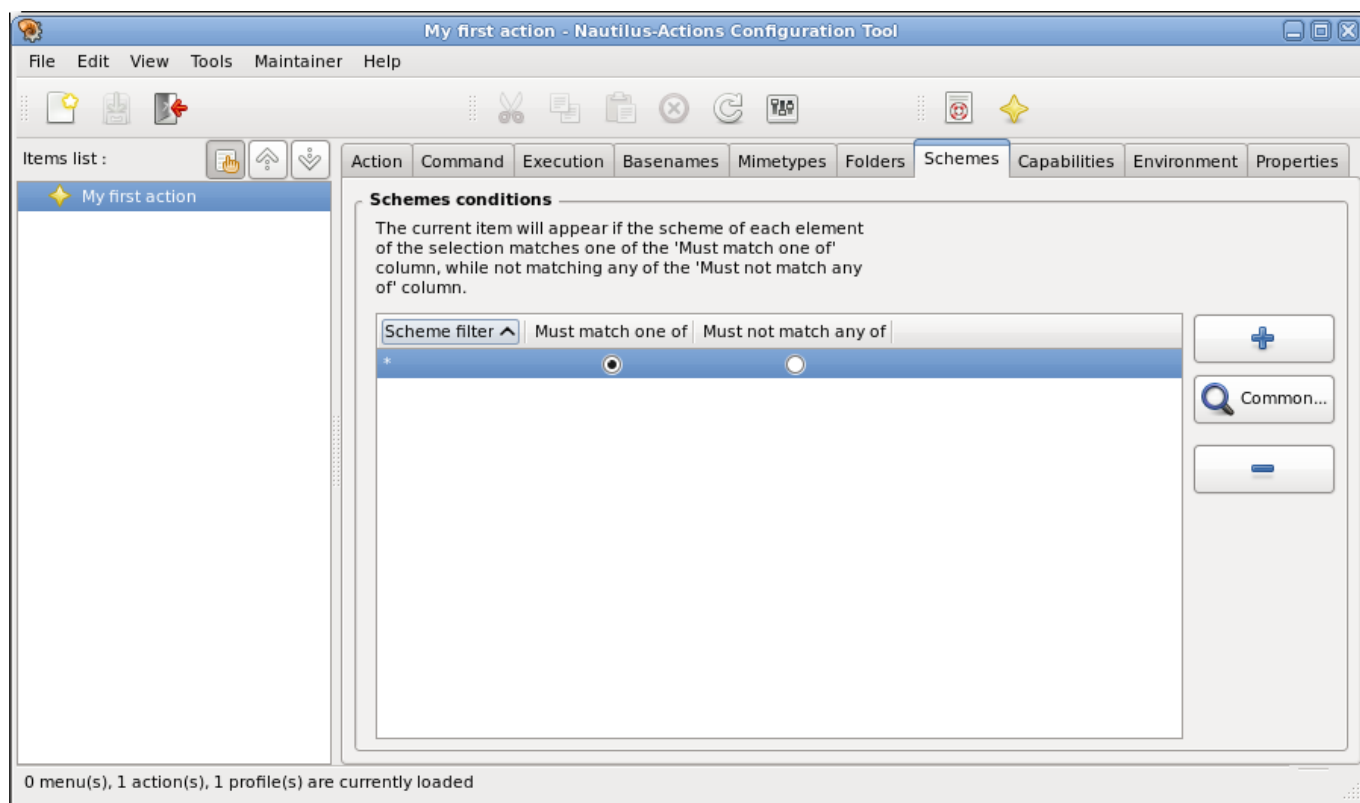 My first action - Nautilus-Actions Configuration Tool
File Edit View Tools Maintainer Help
Items list :
Action Command Execution Basenames Mimetypes Folders Schemes Capabilities Environment Properties
My first action
Schemes conditions
The current item will appear if the scheme of each element
of the selection matches one of the 'Must match one of'
column, while not matching any of the 'Must not match any
of' column.
Scheme filter Must match one of Must not match any of
*
Common...
0 menu(s), 1 action(s), 1 profile(s) are currently loaded